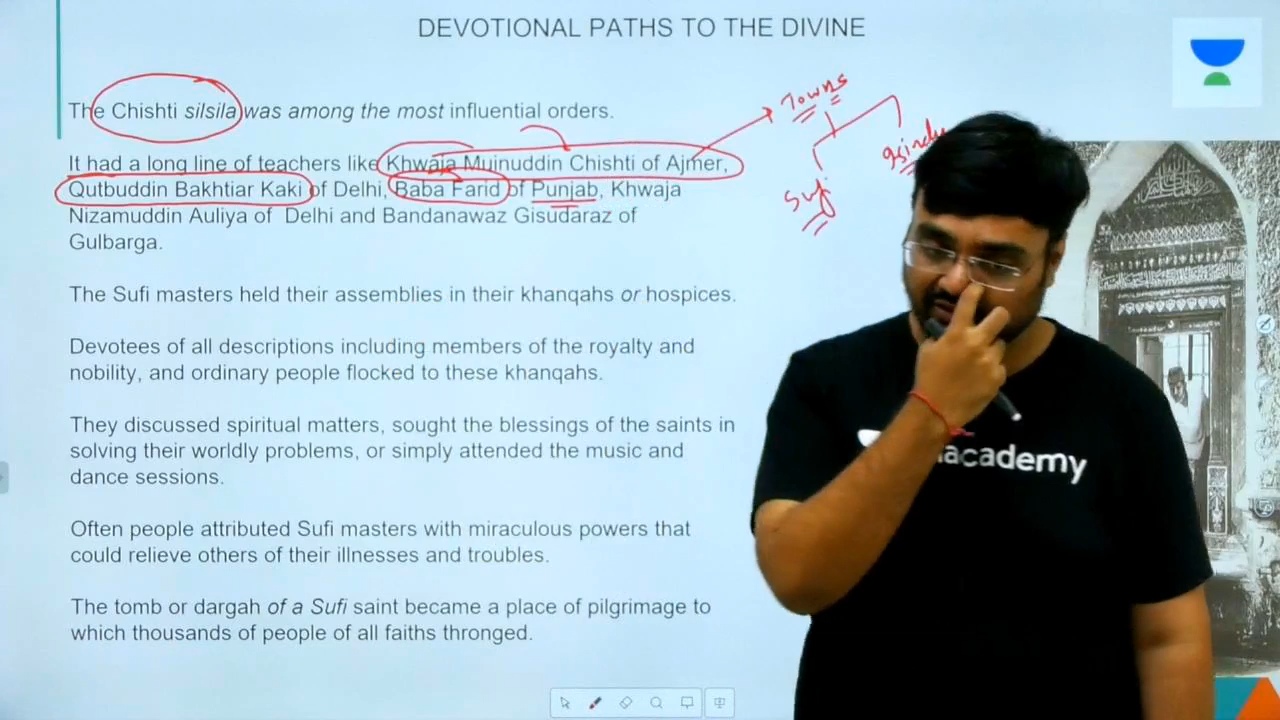 DEVOTIONAL PATHS TO THE DIVINE
The Chishti silsila was among the most influential orders.
Towns
Sufi
It had a long line of teachers like Khwaja Muinuddin Chishti of Ajmer,
Qutbuddin Bakhtiar Kaki of Delhi, Baba Farid of Punjab, Khwaja
Nizamuddin Auliya of Delhi and Bandanawaz Gisudaraz of
Gulbarga.
The Sufi masters held their assemblies in their khanqahs or hospices.
Devotees of all descriptions including members of the royalty and
nobility, and ordinary people flocked to these khanqahs.
They discussed spiritual matters, sought the blessings of the saints in
solving their worldly problems, or simply attended the music and
dance sessions.
Often people attributed Sufi masters with miraculous powers that
could relieve others of their illnesses and troubles.
The tomb or dargah of a Sufi saint became a place of pilgrimage to
which thousands of people of all faiths thronged.
nacademy